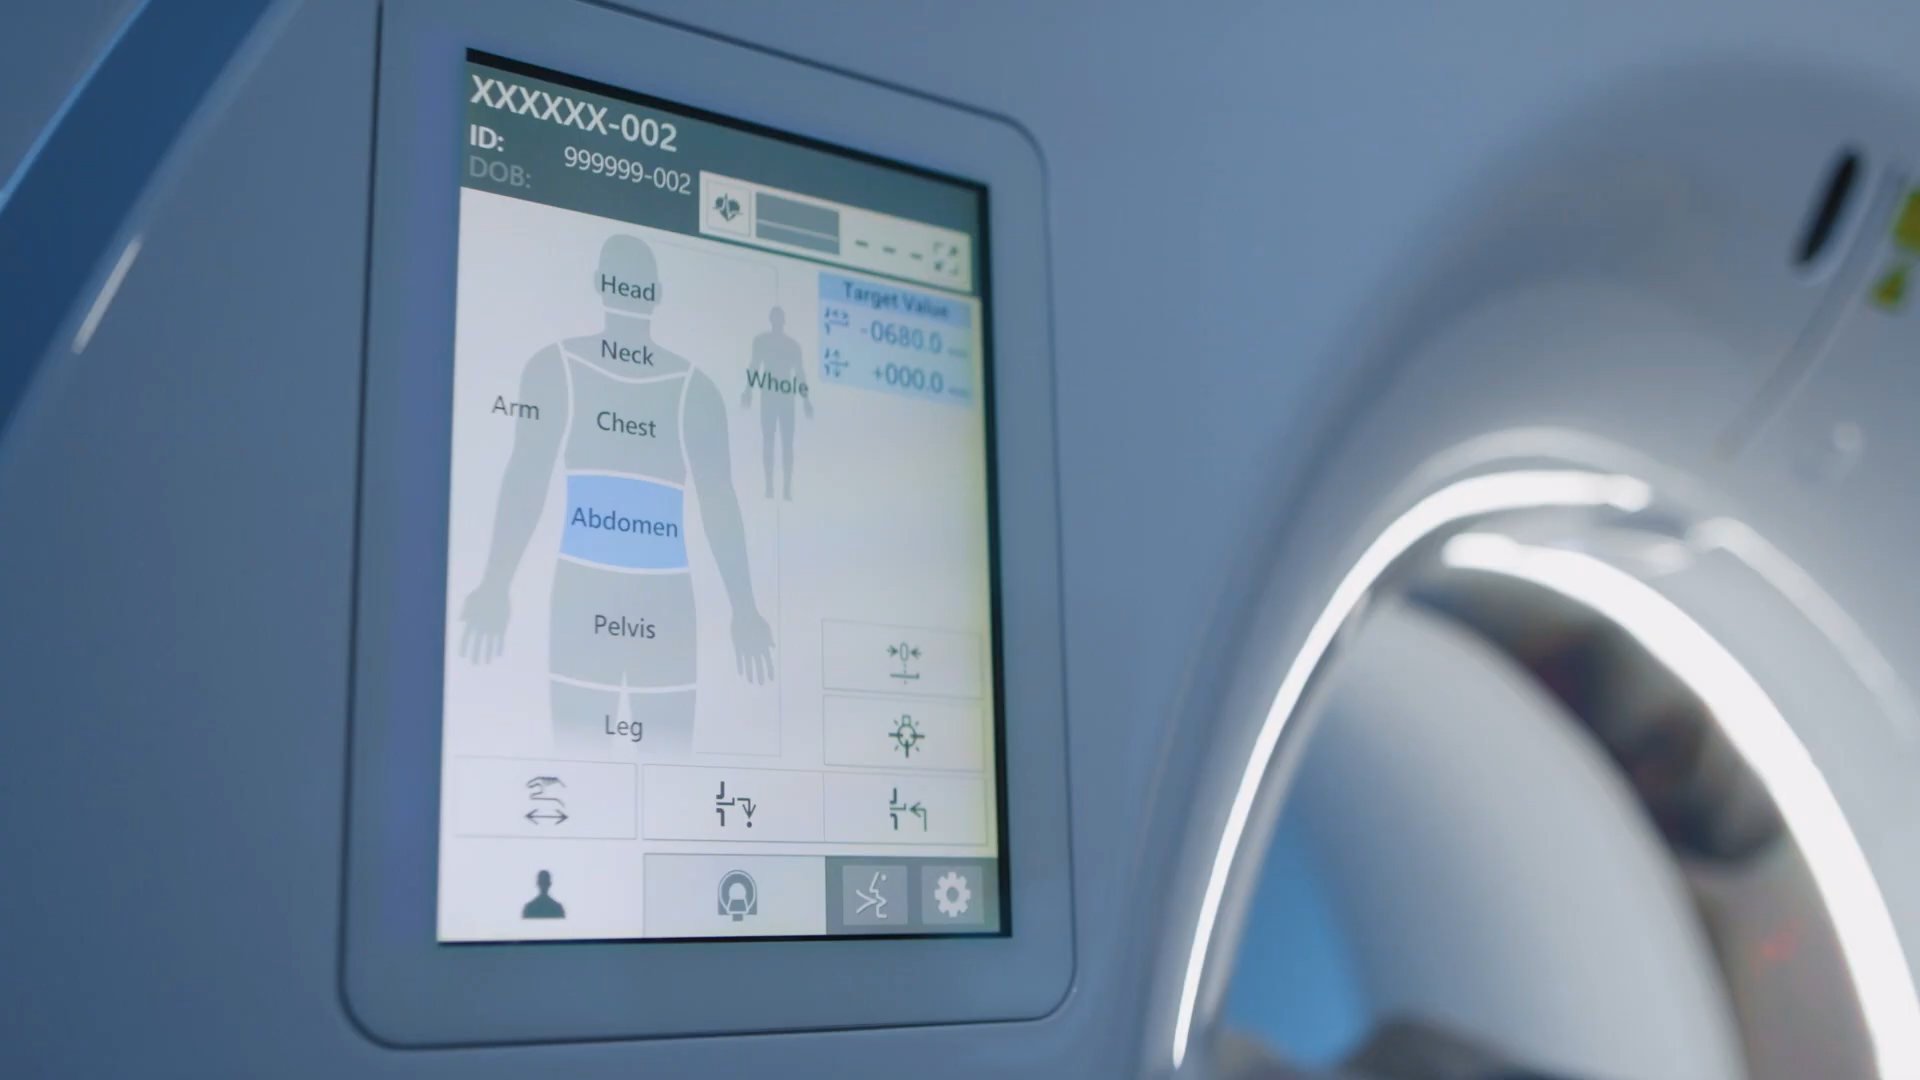 XXXXXX-002
ID: 999999-002
DOB:
- - -
Target Value
-0680.0
+000.0
Head
Neck
Whole
Arm
Chest
Abdomen
Pelvis
Leg